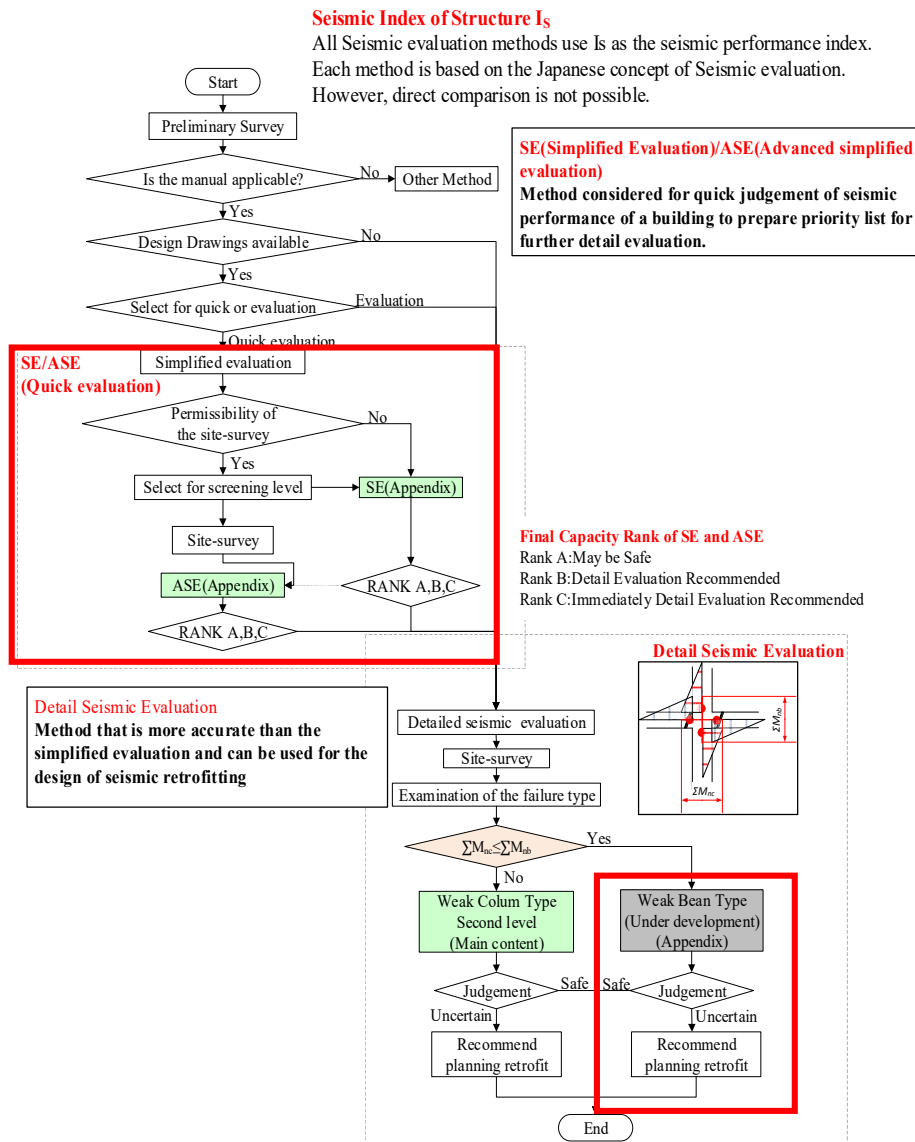 Seismic Index of Structure IS
All Seismic evaluation methods use Is as the seismic performance index.
Each method is based on the Japanese concept of Seismic evaluation.
However, direct comparison is not possible.
Start
Preliminary Survey
Is the manual applicable?
No
Other Method
Yes
SE(Simplified Evaluation)/ASE(Advanced simplified
evaluation)
Method considered for quick judgement of seismic
performance of a building to prepare priority list for
further detail evaluation.
Design Drawings available
No
Yes
Select for quick or evaluation
Evaluation
Quick evaluation
SE/ASE
(Quick evaluation)
Simplified evaluation
Permissibility of
the site-survey
No
Yes
Select for screening level
SE(Appendix)
Site-survey
ASE(Appendix)
RANK A,B,C
RANK A,B,C
Final Capacity Rank of SE and ASE
Rank A:May be Safe
Rank B:Detail Evaluation Recommended
Rank C:Immediately Detail Evaluation Recommended
Detail Seismic Evaluation
Method that is more accurate than the
simplified evaluation and can be used for the
design of seismic retrofitting
Detail Seismic Evaluation
ΣMnb
ΣMnc
Detailed seismic evaluation
Site-survey
Examination of the failure type
∑Mnc≤∑Mnb
Yes
No
Weak Colum Type
Second level
(Main content)
Weak Bean Type
(Under development)
(Appendix)
Judgement
Safe
Safe
Judgement
Uncertain
Uncertain
Recommend
planning retrofit
Recommend
planning retrofit
End